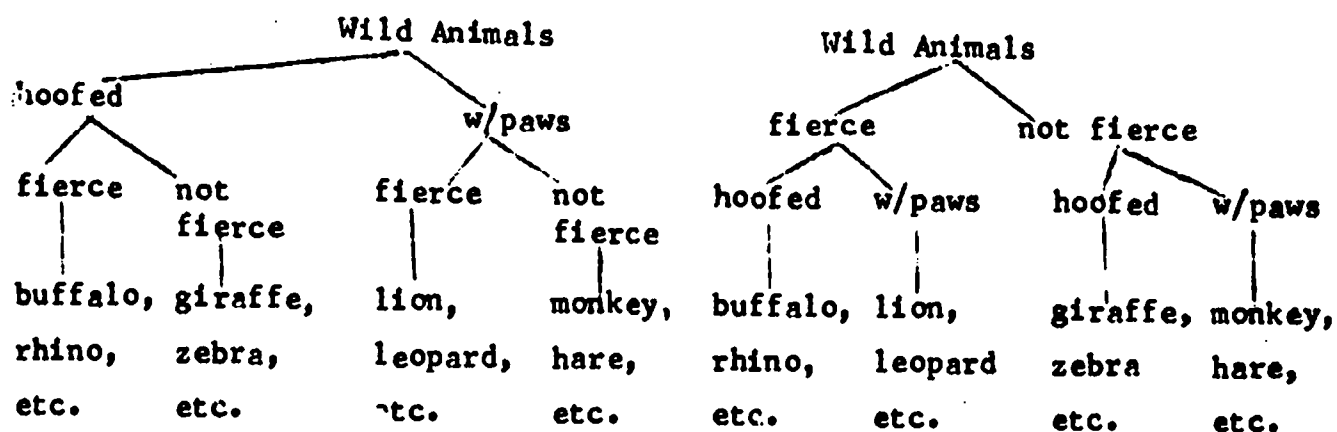 Wild Animals Wild Animals
hoofed w/paws fierce not fierce
fierce not fierce not hoofed w/paws hoofed w/paws
fierce fierce
buffalo, giraffe, lion, monkey, buffalo, lion, giraffe, monkey,
rhino, zebra, leopard, hare, rhino, leopard zebra hare,
etc. etc. etc. etc. etc. etc. etc. etc.